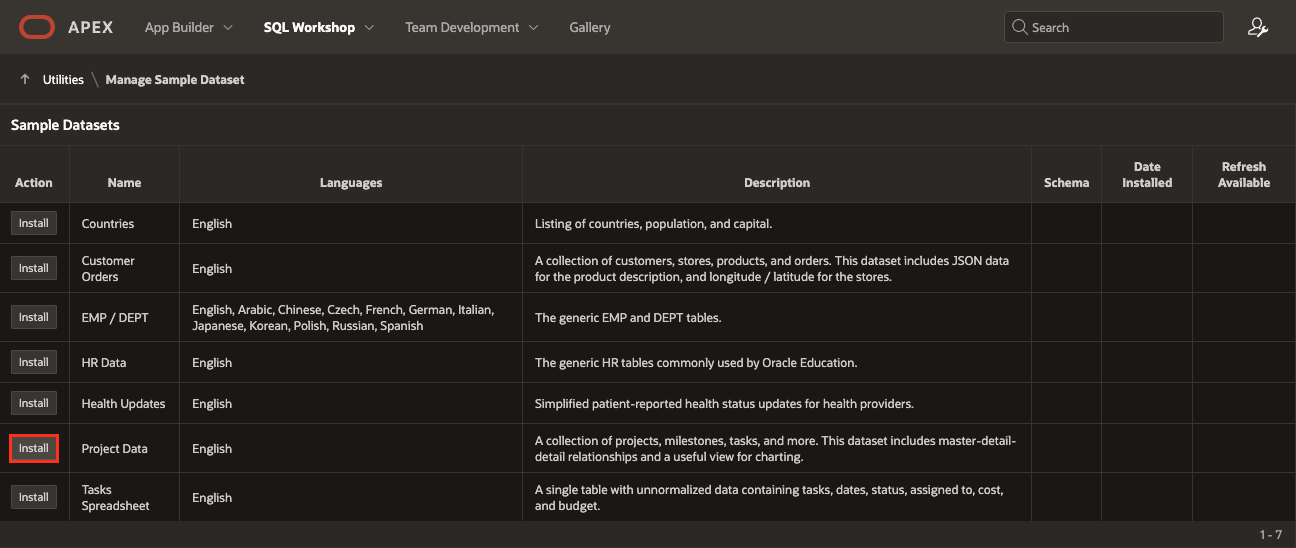 APEX App Builder SQL Workshop Team Development Gallery Search
Utilities \ Manage Sample Dataset
Sample Datasets
Action Name Languages Description Schema Date Installed Refresh Available
Install Countries English Listing of countries, population, and capital.
Install Customer Orders English A collection of customers, stores, products, and orders. This dataset includes JSON data
for the product description, and longitude / latitude for the stores.
Install EMP / DEPT English, Arabic, Chinese, Czech, French, German, Italian,
Japanese, Korean, Polish, Russian, Spanish The generic EMP and DEPT tables.
Install HR Data English The generic HR tables commonly used by Oracle Education.
Install Health Updates English Simplified patient-reported health status updates for health providers.
Install Project Data English A collection of projects, milestones, tasks, and more. This dataset includes master-detail-
detail relationships and a useful view for charting.
Install Tasks Spreadsheet English A single table with unnormalized data containing tasks, dates, status, assigned to, cost,
and budget.
1 - 7